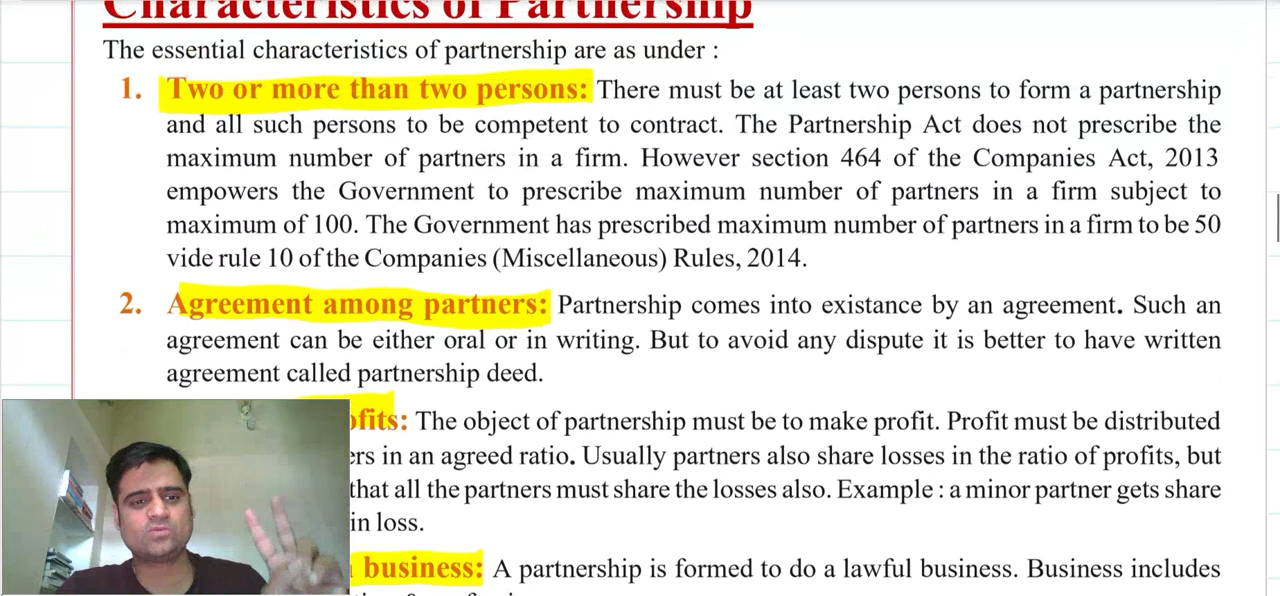 Characteristics of Partnership
The essential characteristics of partnership are as under :
1. Two or more than two persons: There must be at least two persons to form a partnership
and all such persons to be competent to contract. The Partnership Act does not prescribe the
maximum number of partners in a firm. However section 464 of the Companies Act, 2013
empowers the Government to prescribe maximum number of partners in a firm subject to
maximum of 100. The Government has prescribed maximum number of partners in a firm to be 50
vide rule 10 of the Companies (Miscellaneous) Rules, 2014.
2. Agreement among partners: Partnership comes into existance by an agreement. Such an
agreement can be either oral or in writing. But to avoid any dispute it is better to have written
agreement called partnership deed.
ofits: The object of partnership must be to make profit. Profit must be distributed
ers in an agreed ratio. Usually partners also share losses in the ratio of profits, but
that all the partners must share the losses also. Example : a minor partner gets share
in loss.
business: A partnership is formed to do a lawful business. Business includes